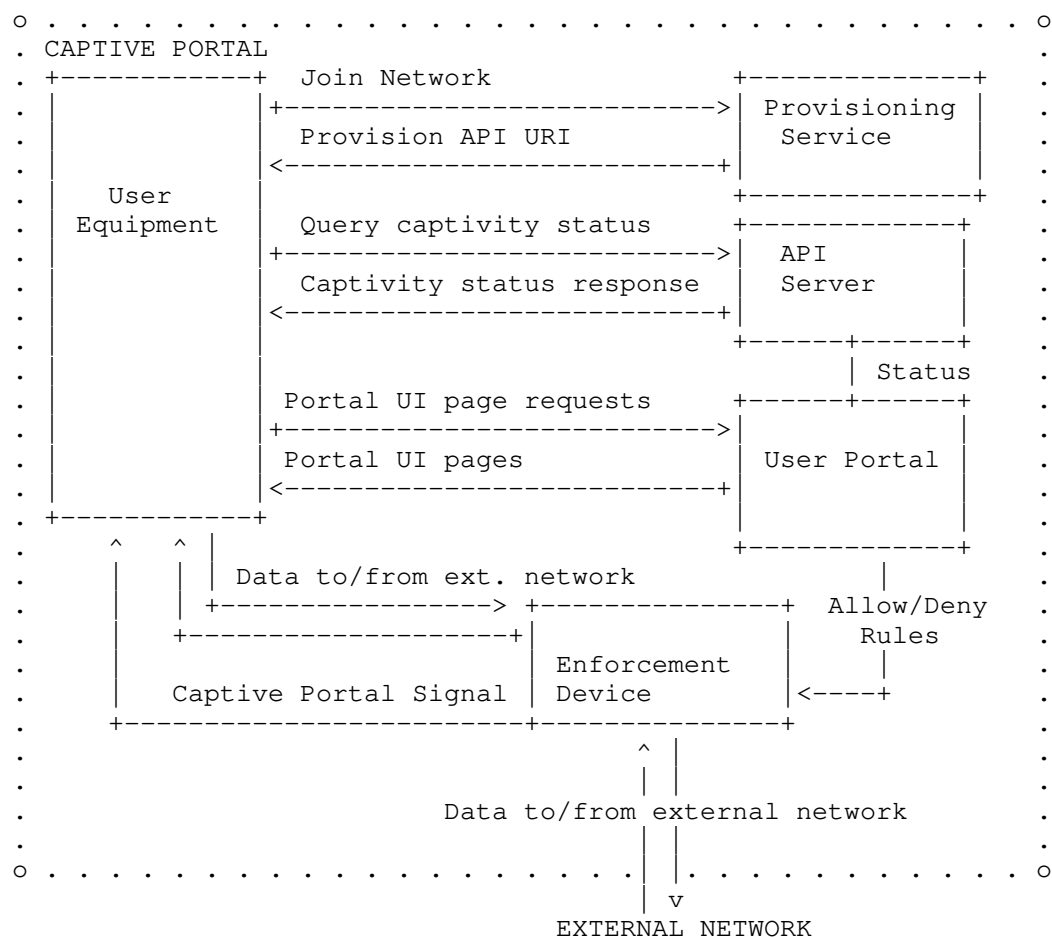 CAPTIVE PORTAL
Join Network
Provisioning
Provision API URI
Service
User
Equipment
Query captivity status
API
Captivity status response
Server
Status
Portal UI page requests
Portal UI pages
User Portal
Data to/from ext. network
Allow/Deny
Rules
Enforcement
Captive Portal Signal
Device
Data to/from external network
EXTERNAL NETWORK